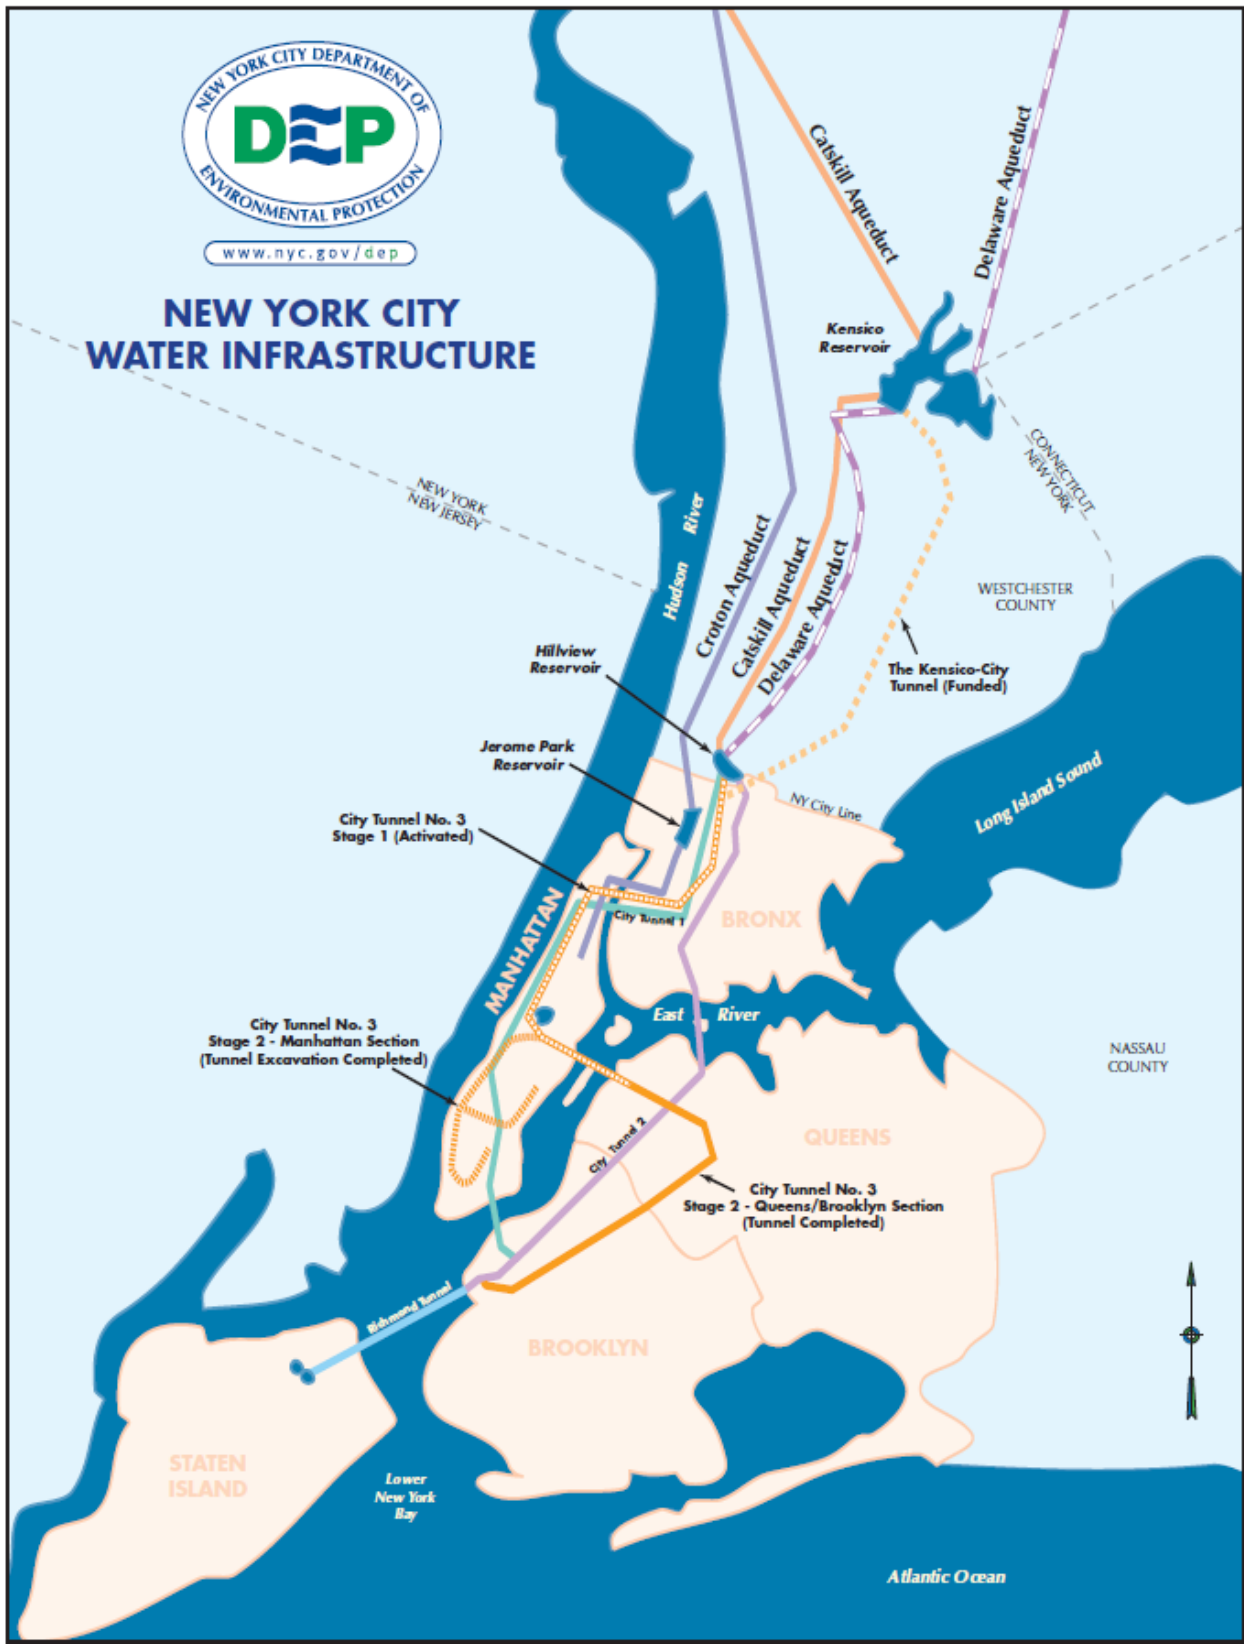 NEW YORK CITY DEPARTMENT OF
DEP
ENVIRONMENTAL PROTECTION
www.nyc.gov/dep
NEW YORK CITY
WATER INFRASTRUCTURE
Catskill Aqueduct
Delaware Aqueduct
Kensico
Reservoir
CONNECTICUT
NEW YORK
NEW YORK
NEW JERSEY
Hudson River
Croton Aqueduct
Catskill Aqueduct
Delaware Aqueduct
WESTCHESTER
COUNTY
Hillview
Reservoir
The Kensico-City
Tunnel (Funded)
Jerome Park
Reservoir
NY City Line
Long Island Sound
City Tunnel No. 3
Stage 1 (Activated)
MANHATTAN
City Tunnel 1
BRONX
East River
City Tunnel No. 3
Stage 2 - Manhattan Section
(Tunnel Excavation Completed)
NASSAU
COUNTY
City Tunnel 2
QUEENS
City Tunnel No. 3
Stage 2 - Queens/Brooklyn Section
(Tunnel Completed)
Richmond Tunnel
BROOKLYN
STATEN
ISLAND
Lower
New York
Bay
Atlantic Ocean